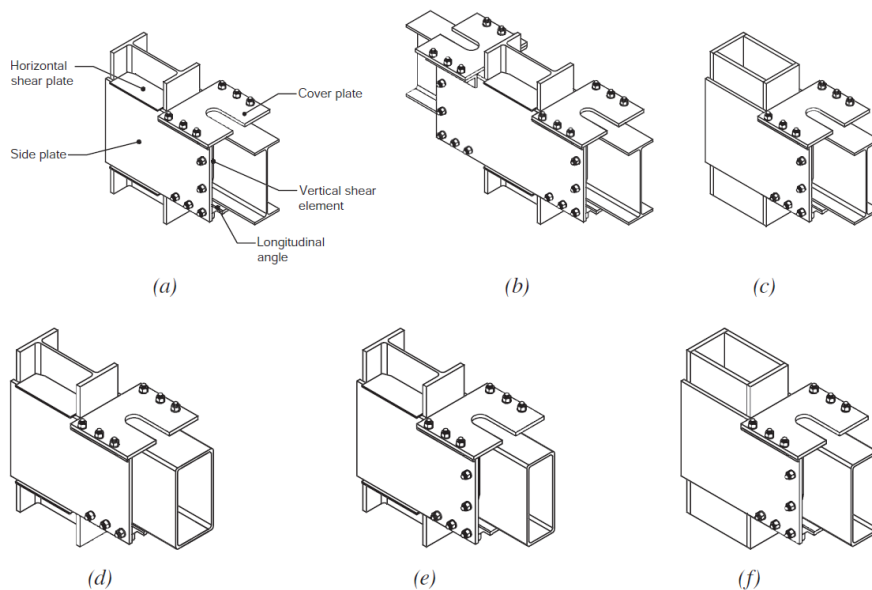 Horizontal
shear plate
Cover plate
Side plate
Vertical shear
element
Longitudinal
angle
(a)
(b)
(c)
(d)
(e)
(f)